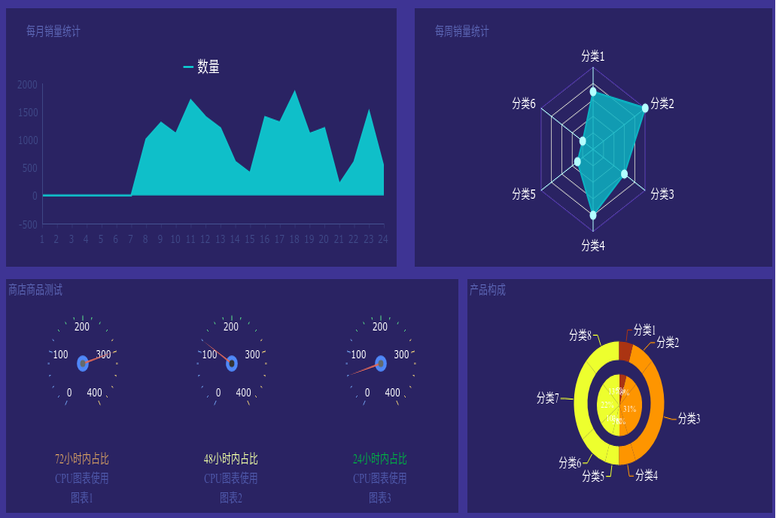 每月销量统计
数量
2000
1500
1000
500
0
-500
1 2 3 4 5 6 7 8 9 10 11 12 13 14 15 16 17 18 19 20 21 22 23 24
每周销量统计
分类1
分类2
分类3
分类4
分类5
分类6
商店商品测试
0 100 200 300 400
72小时内占比
CPU图表使用
图表1
0 100 200 300 400
48小时内占比
CPU图表使用
图表2
0 100 200 300 400
24小时内占比
CPU图表使用
图表3
产品构成
分类1
分类2
分类3
分类4
分类5
分类6
分类7
分类8
31%